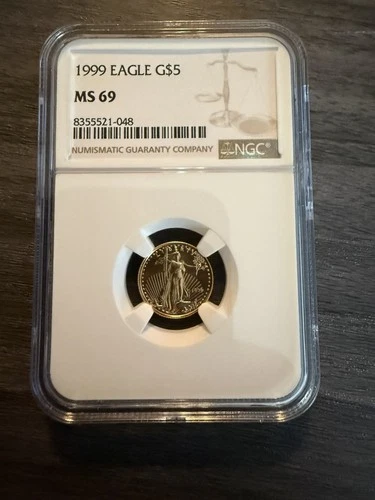 1999 EAGLE G$5
MS 69
8355521-048
NUMISMATIC GUARANTY COMPANY
NGC